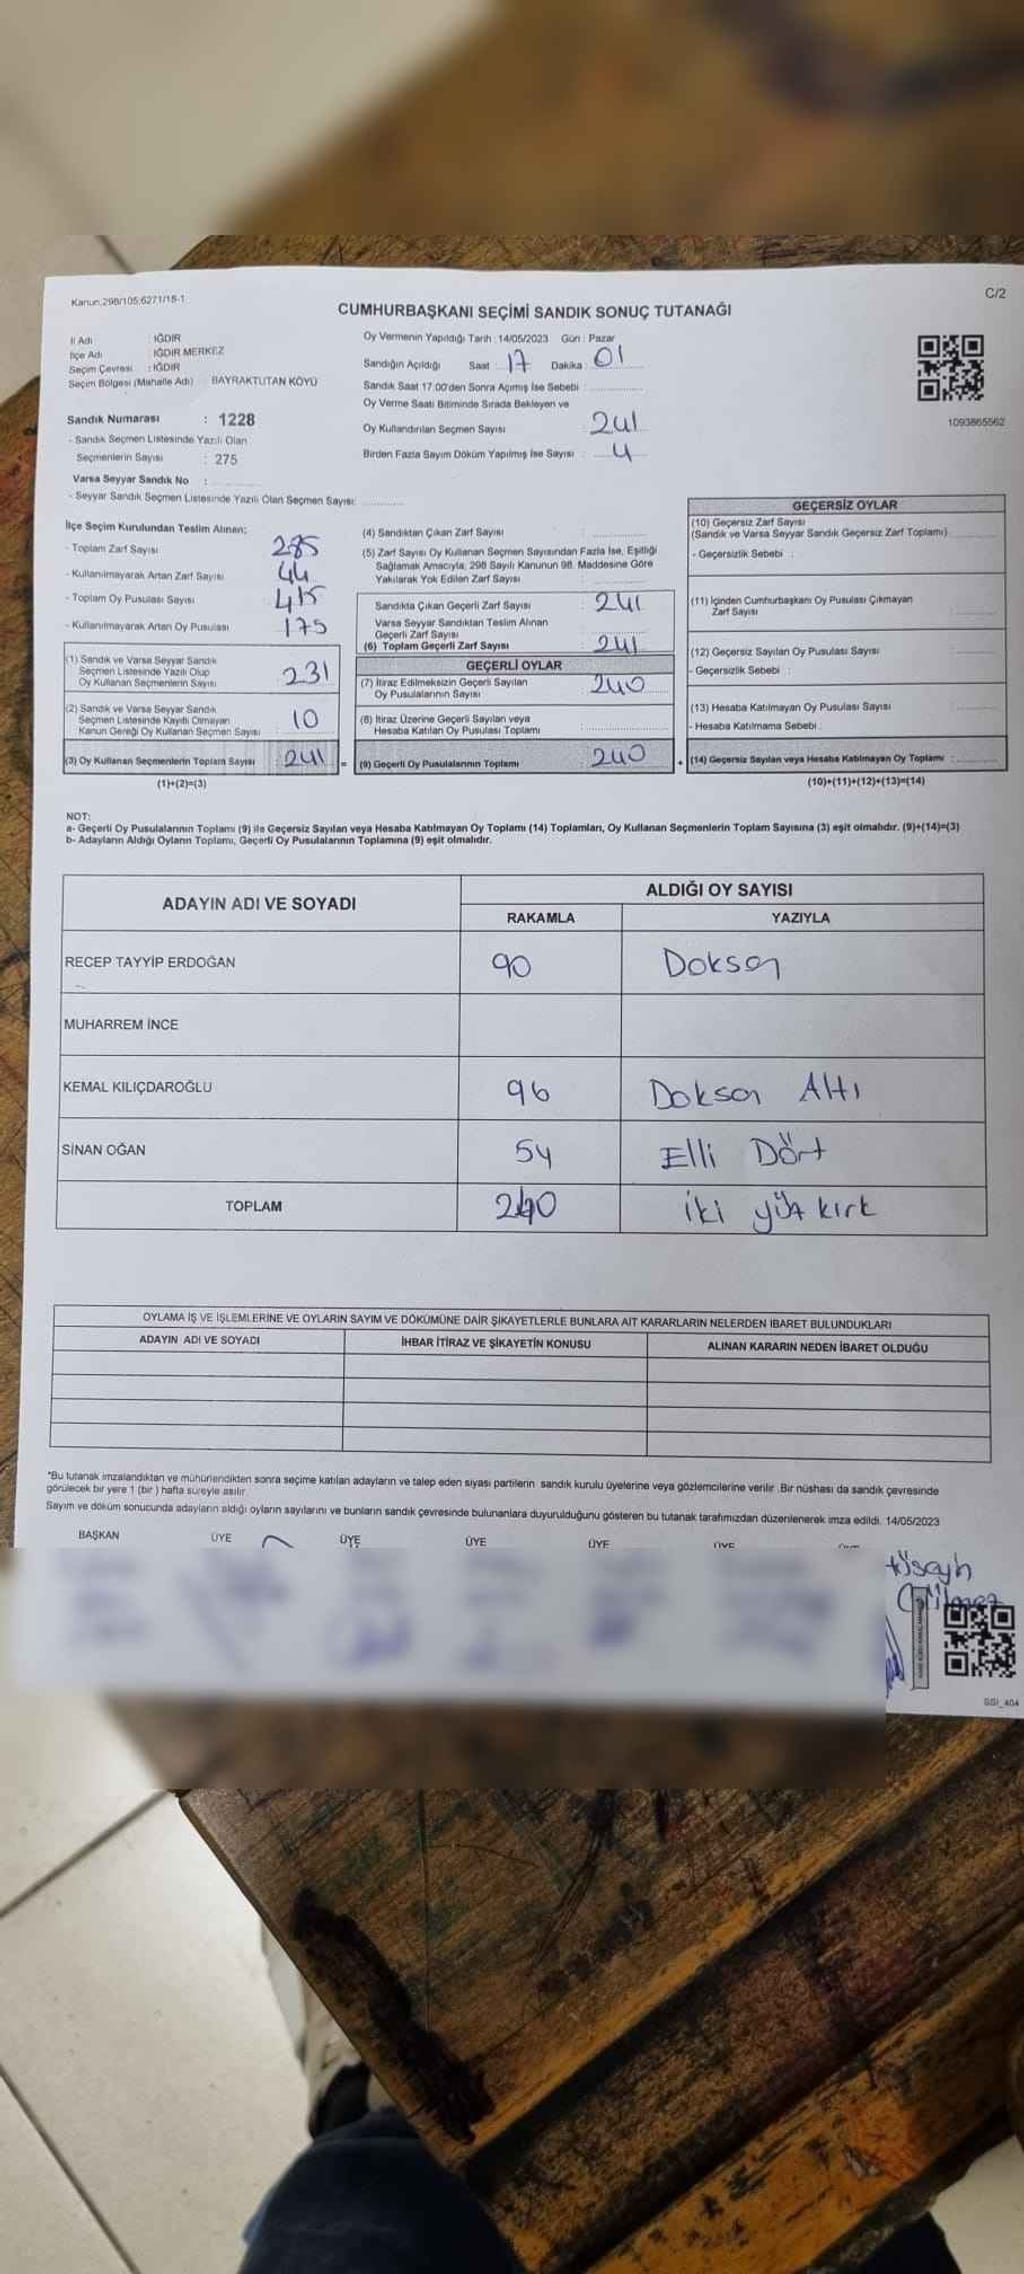 Kanun:298/105;6271/15-1
C/2
CUMHURBAŞKANI SEÇİMİ SANDIK SONUÇ TUTANAĞI
İl Adı : IĞDIR
İlçe Adı IĞDIR MERKEZ
Seçim Çevresi : IĞDIR
Seçim Bölgesi (Mahalle Adı) BAYRAKTUTAN KÖYÜ
Oy Vermenin Yapıldığı Tarih : 14/05/2023 Gün : Pazar
Sandığın Açıldığı Saat : 17 Dakika : 01
Sandık Saat 17.00'den Sonra Açımış İse Sebebi :
Oy Verme Saati Bitiminde Sırada Bekleyen ve
Oy Kullandırılan Seçmen Sayısı : 241
Birden Fazla Sayım Döküm Yapılmış İse Sayısı : 4
1093865562
Sandık Numarası : 1228
- Sandık Seçmen Listesinde Yazılı Olan
Seçmenlerin Sayısı : 275
Varsa Seyyar Sandık No :
- Seyyar Sandık Seçmen Listesinde Yazılı Olan Seçmen Sayısı:
İlçe Seçim Kurulundan Teslim Alınan;
- Toplam Zarf Sayısı 285
- Kullanılmayarak Artan Zarf Sayısı 44
- Toplam Oy Pusulası Sayısı 415
- Kullanılmayarak Artan Oy Pusulası 175
(1) Sandık ve Varsa Seyyar Sandık
Seçmen Listesinde Yazılı Olup
Oy Kullanan Seçmenlerin Sayısı 231
(2) Sandık ve Varsa Seyyar Sandık
Seçmen Listesinde Kayıtlı Olmayan
Kanun Gereği Oy Kullanan Seçmen Sayısı 10
(3) Oy Kullanan Seçmenlerin Toplam Sayısı 241 =
(1)+(2)=(3)
(4) Sandıktan Çıkan Zarf Sayısı :
(5) Zarf Sayısı Oy Kullanan Seçmen Sayısından Fazla İse, Eşitliği
Sağlamak Amacıyla, 298 Sayılı Kanunun 98. Maddesine Göre
Yakılarak Yok Edilen Zarf Sayısı :
Sandıkta Çıkan Geçerli Zarf Sayısı : 241
Varsa Seyyar Sandıktan Teslim Alınan
Geçerli Zarf Sayısı :
(6) Toplam Geçerli Zarf Sayısı : 241
GEÇERLİ OYLAR
(7) İtiraz Edilmeksizin Geçerli Sayılan
Oy Pusulalarının Sayısı 240
(8) İtiraz Üzerine Geçerli Sayılan veya
Hesaba Katılan Oy Pusulası Toplamı
(9) Geçerli Oy Pusulalarının Toplamı 240 +
GEÇERSİZ OYLAR
(10) Geçersiz Zarf Sayısı
(Sandık ve Varsa Seyyar Sandık Geçersiz Zarf Toplamı)
- Geçersizlik Sebebi :
(11) İçinden Cumhurbaşkanı Oy Pusulası Çıkmayan
Zarf Sayısı
(12) Geçersiz Sayılan Oy Pusulası Sayısı
- Geçersizlik Sebebi :
(13) Hesaba Katılmayan Oy Pusulası Sayısı
- Hesaba Katılmama Sebebi :
(14) Geçersiz Sayılan veya Hesaba Katılmayan Oy Toplamı :
(10)+(11)+(12)+(13)=(14)
NOT:
a- Geçerli Oy Pusulalarının Toplamı (9) ile Geçersiz Sayılan veya Hesaba Katılmayan Oy Toplamı (14) Toplamları, Oy Kullanan Seçmenlerin Toplam Sayısına (3) eşit olmalıdır. (9)+(14)=(3)
b- Adayların Aldığı Oyların Toplamı, Geçerli Oy Pusulalarının Toplamına (9) eşit olmalıdır.
ADAYIN ADI VE SOYADI
ALDIĞI OY SAYISI
RAKAMLA YAZIYLA
RECEP TAYYİP ERDOĞAN 90 Doksan
MUHARREM İNCE
KEMAL KILIÇDAROĞLU 96 Doksan Altı
SİNAN OĞAN 54 Elli Dört
TOPLAM 240 iki yüz kırk
OYLAMA İŞ VE İŞLEMLERİNE VE OYLARIN SAYIM VE DÖKÜMÜNE DAİR ŞİKAYETLERLE BUNLARA AİT KARARLARIN NELERDEN İBARET BULUNDUKLARI
ADAYIN ADI VE SOYADI İHBAR İTİRAZ VE ŞİKAYETİN KONUSU ALINAN KARARIN NEDEN İBARET OLDUĞU
*Bu tutanak imzalandıktan ve mühürlendikten sonra seçime katılan adayların ve talep eden siyasi partilerin sandık kurulu üyelerine veya gözlemcilerine verilir. Bir nüshası da sandık çevresinde
görülecek bir yere 1 (bir) hafta süreyle asılır.
Sayım ve döküm sonucunda adayların aldığı oyların sayılarını ve bunların sandık çevresinde bulunanlara duyurulduğunu gösteren bu tutanak tarafımızdan düzenlenerek imza edildi. 14/05/2023
BAŞKAN ÜYE ÜYE ÜYE ÜYE ÜYE
SSI_404